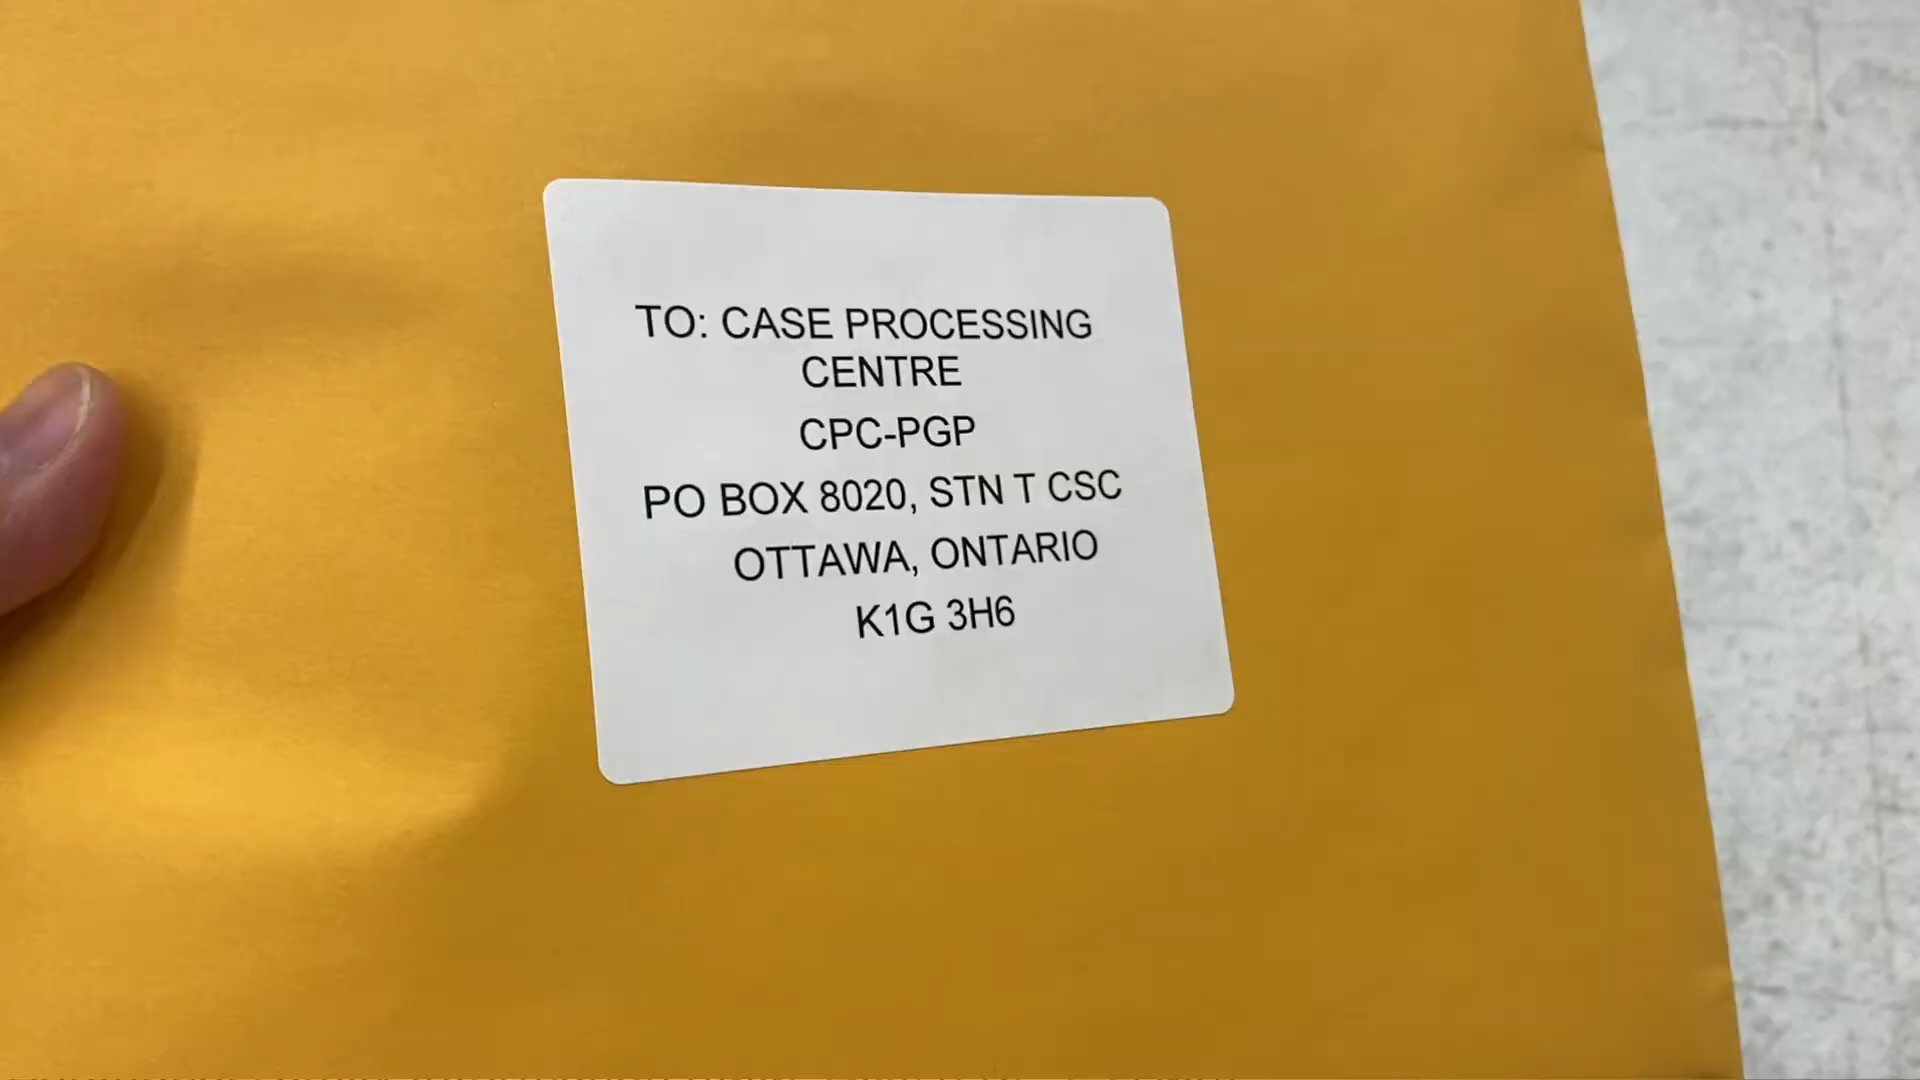 TO: CASE PROCESSING
CENTRE
CPC-PGP
PO BOX 8020, STN T CSC
OTTAWA, ONTARIO
K1G 3H6